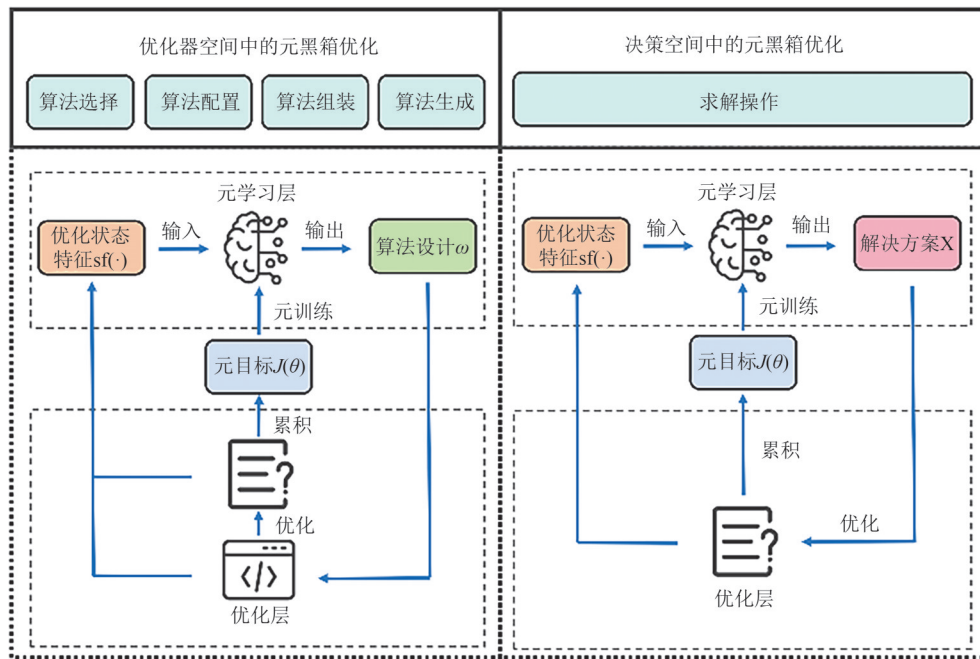 优化器空间中的元黑箱优化
算法选择
算法配置
算法组装
算法生成
元学习层
优化状态
特征sf(·)
输入
输出
算法设计ω
元训练
元目标J(θ)
累积
?
优化
</>
优化层
决策空间中的元黑箱优化
求解操作
元学习层
优化状态
特征sf(·)
输入
输出
解决方案X
元训练
元目标J(θ)
累积
优化
?
优化层